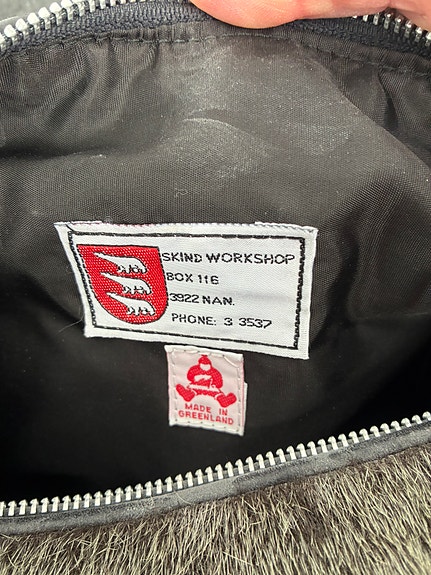 SKIND WORKSHOP
BOX 116
3922 NAN.
PHONE: 3 3537
MADE IN
GREENLAND